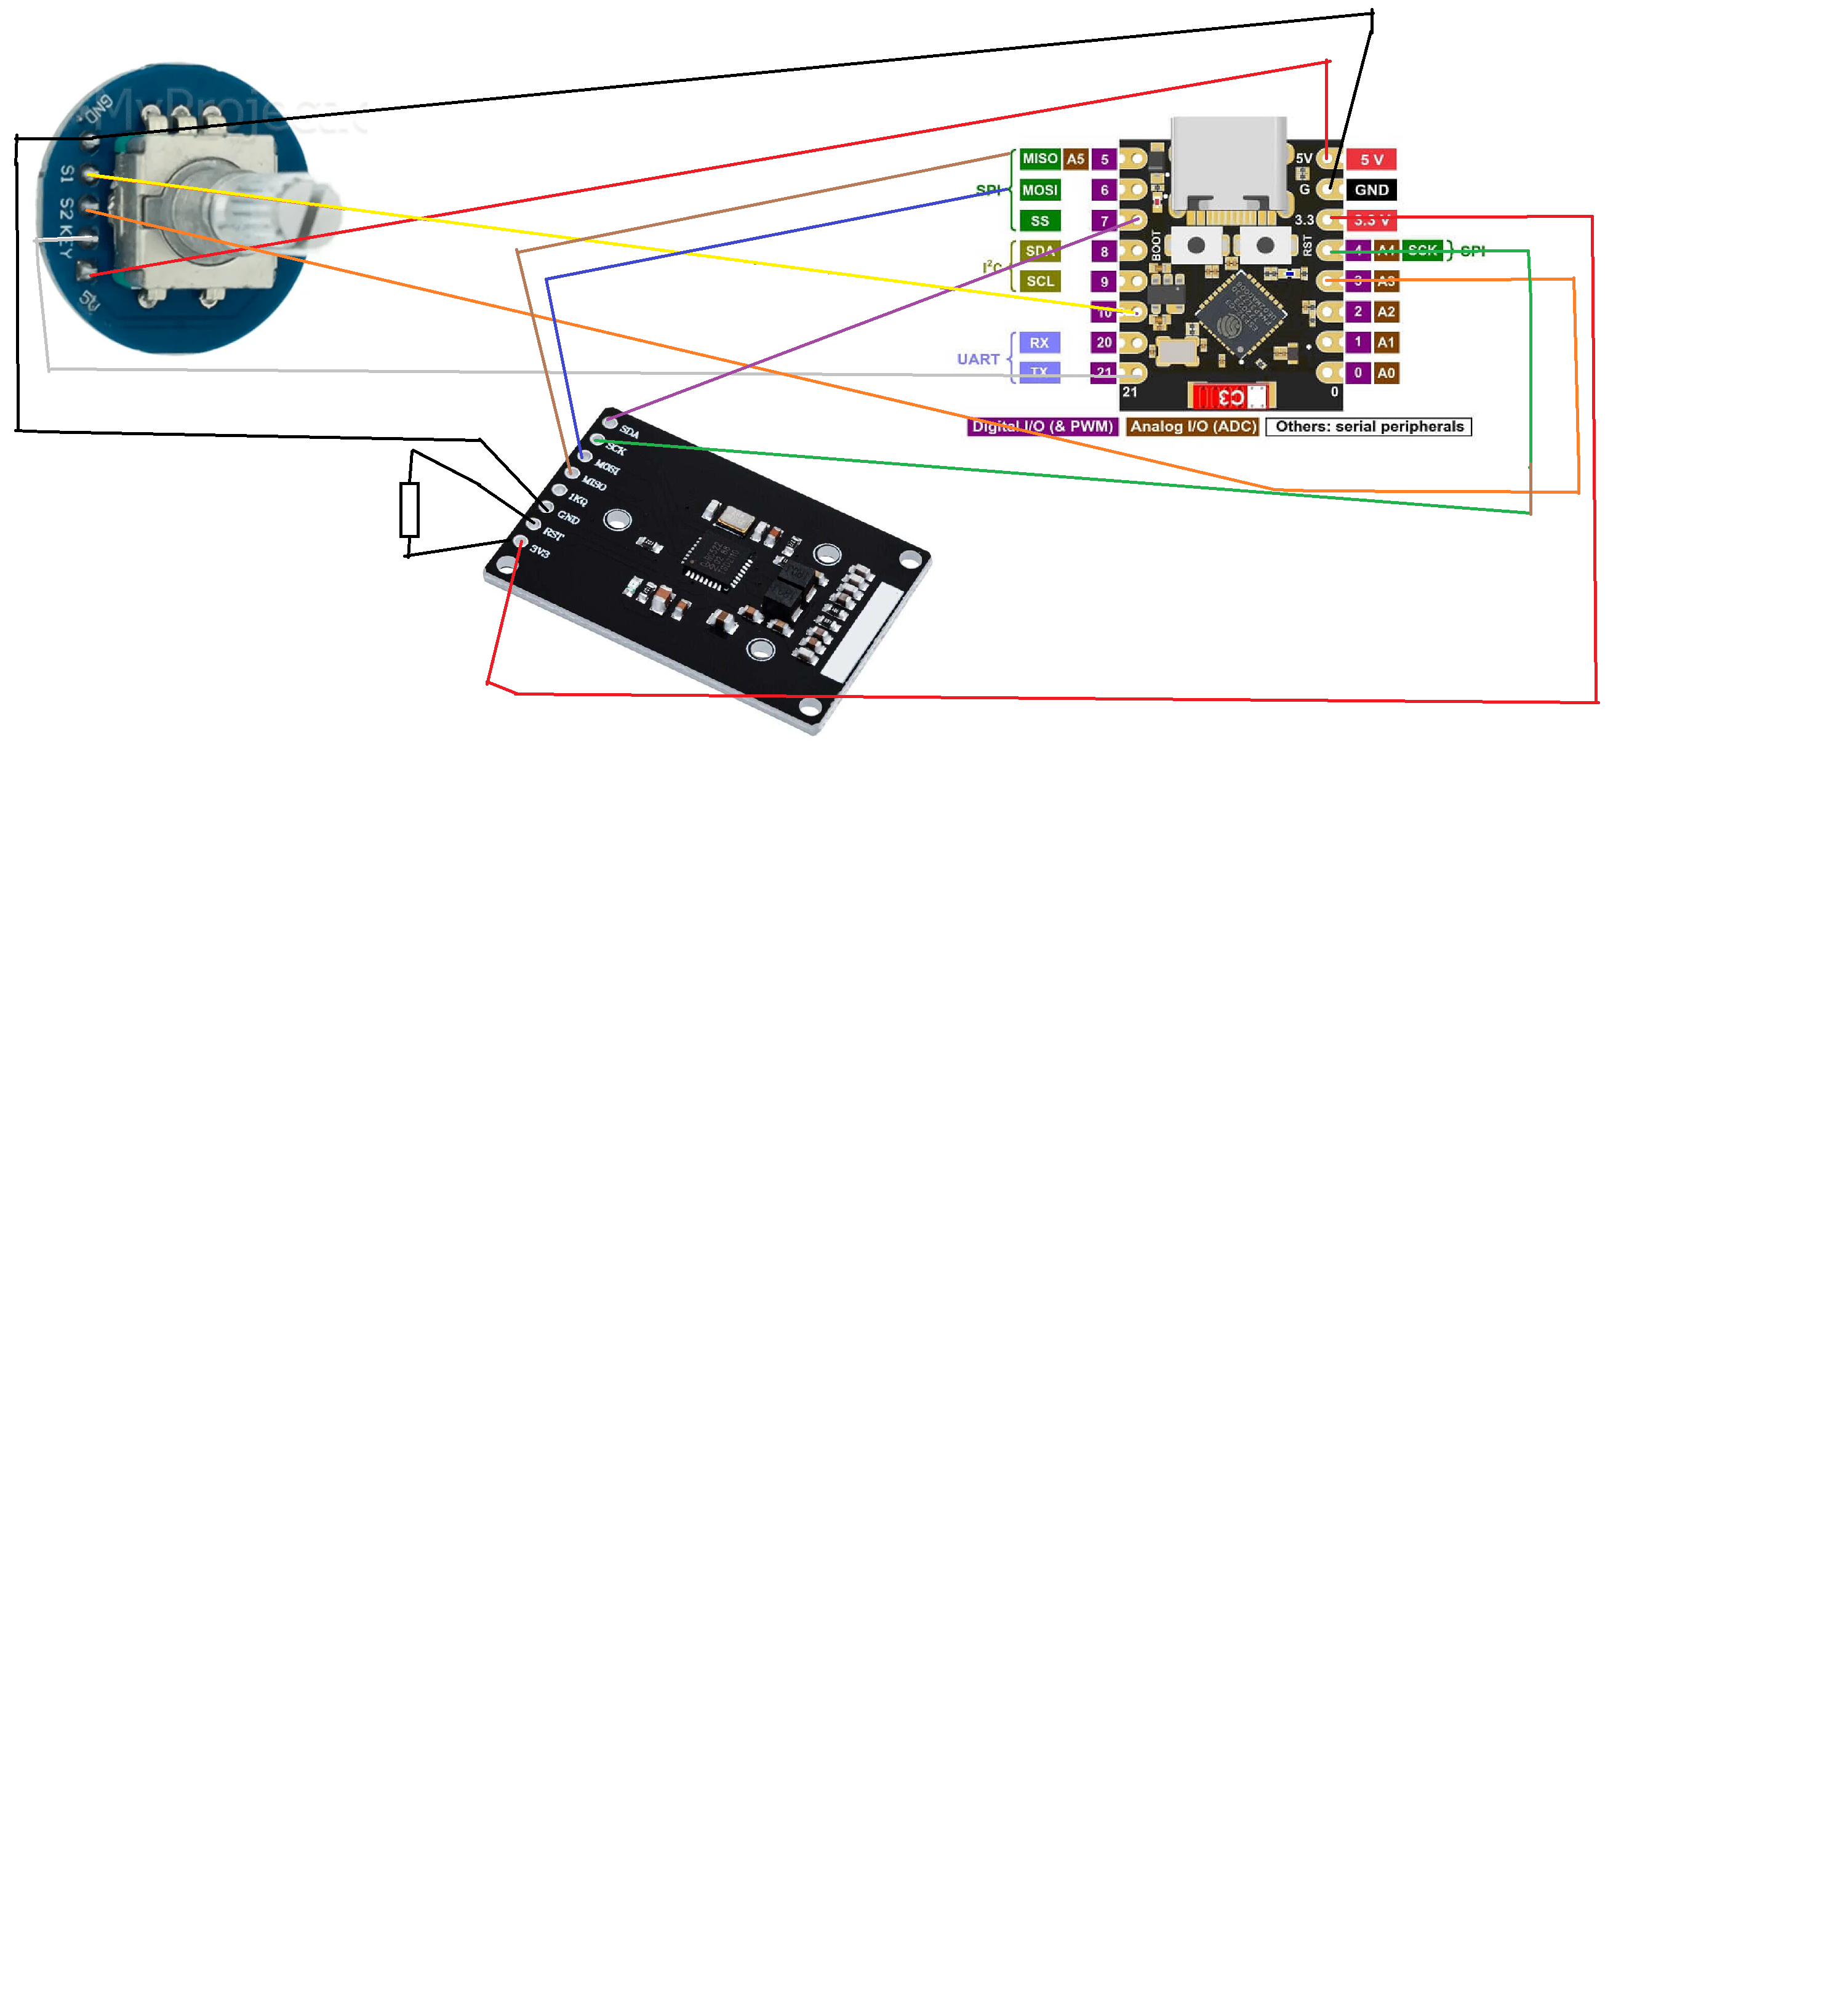 MyProject
GND
S1
S2
KEY
5V
SPI
MISO A5 5
MOSI 6
SS 7
I²C
SDA 8
SCL 9
10
UART
RX 20
TX 21
21
BOOT
RST
5V 5 V
G GND
3.3 3.3 V
4 A4 SCK SPI
3 A3
2 A2
1 A1
0 A0
0
C3
Digital I/O (& PWM) Analog I/O (ADC) Others: serial peripherals
SDA
SCK
MOSI
MISO
IRQ
GND
RST
3V3